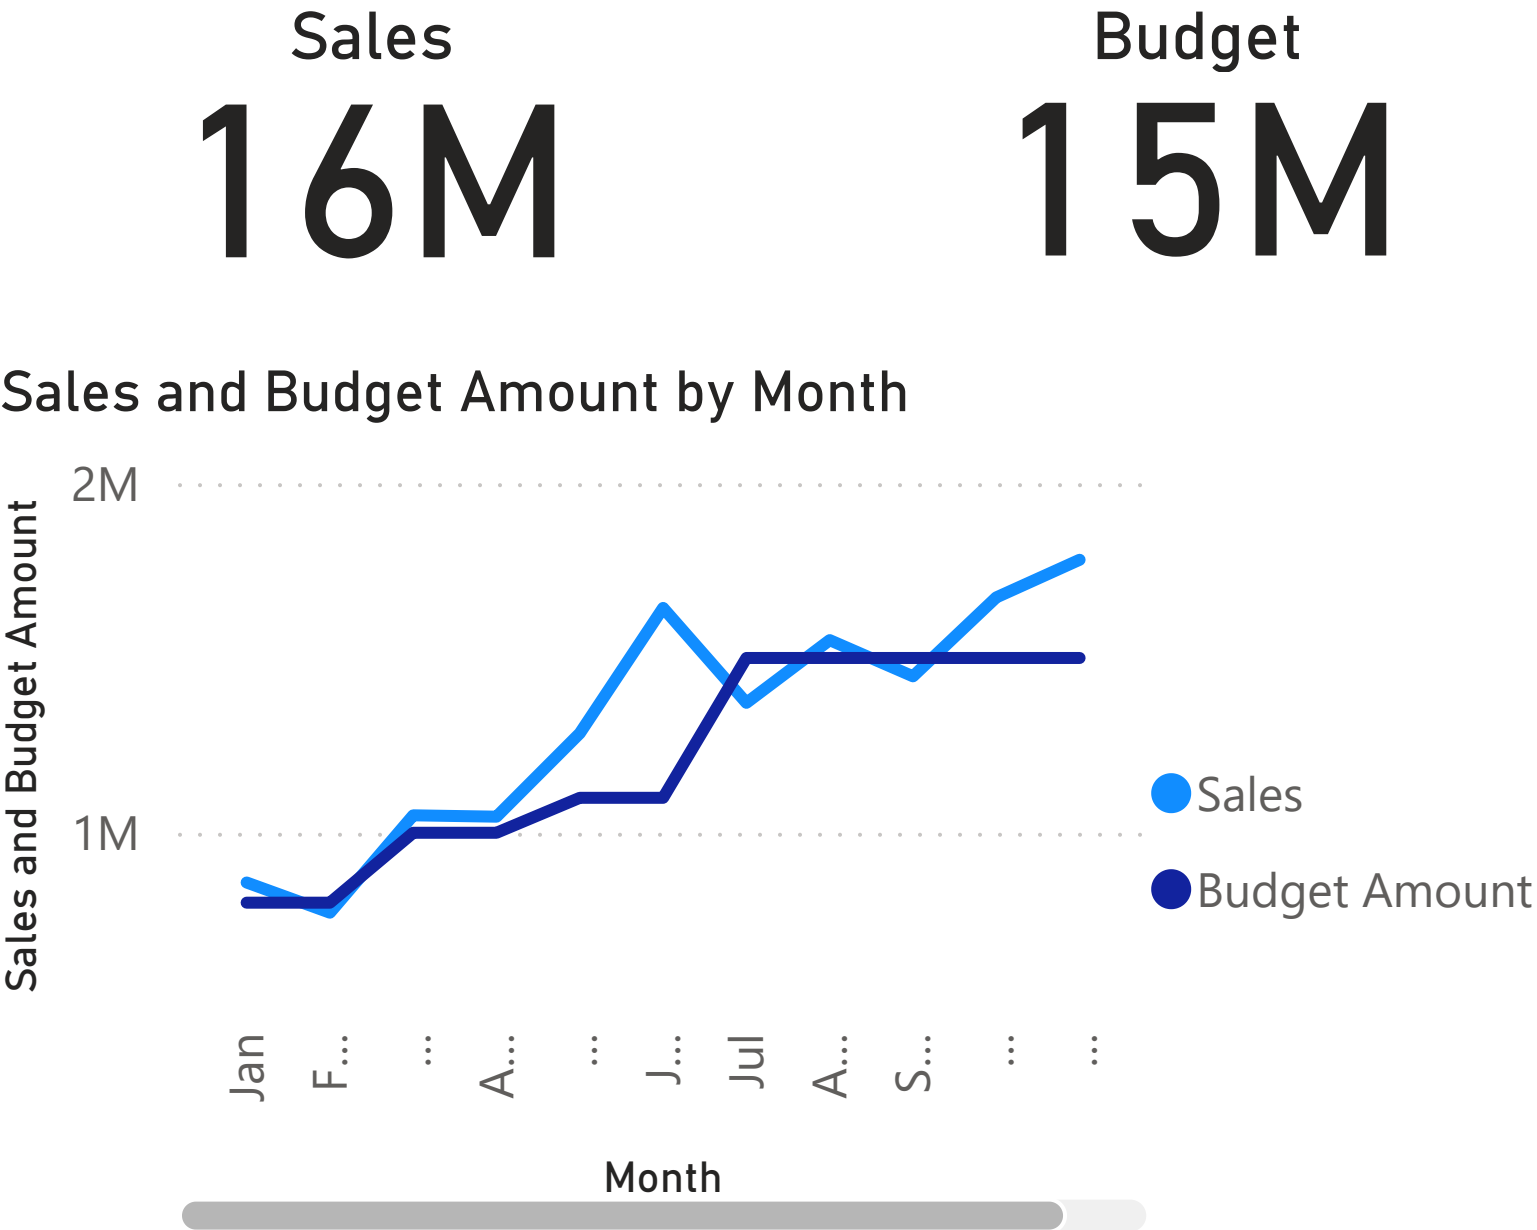 Sales
Budget
16M
15M
Sales and Budget Amount by Month
Sales and Budget Amount
2M
1M
Sales
Budget Amount
Jan
F...
...
A...
...
J...
Jul
A...
S...
...
...
Month